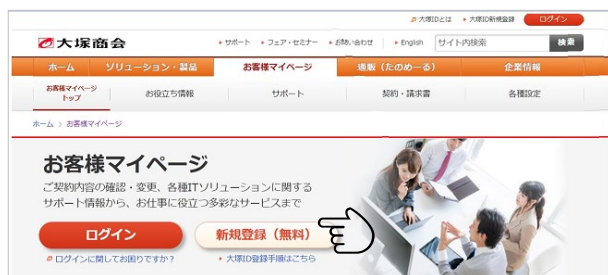 大塚IDとは 大塚ID新規登録 ログイン
大塚商会
サポート フェア・セミナー お問い合わせ English サイト内検索 検索
ホーム ソリューション・製品 お客様マイページ 通販（たのめーる） 企業情報
お客様マイページ
トップ
お役立ち情報 サポート 契約・請求書 各種設定
ホーム > お客様マイページ
お客様マイページ
ご契約内容の確認・変更、各種ITソリューションに関する
サポート情報から、お仕事に役立つ多彩なサービスまで
ログイン 新規登録（無料）
ログインに関してお困りですか？ 大塚ID登録手順はこちら